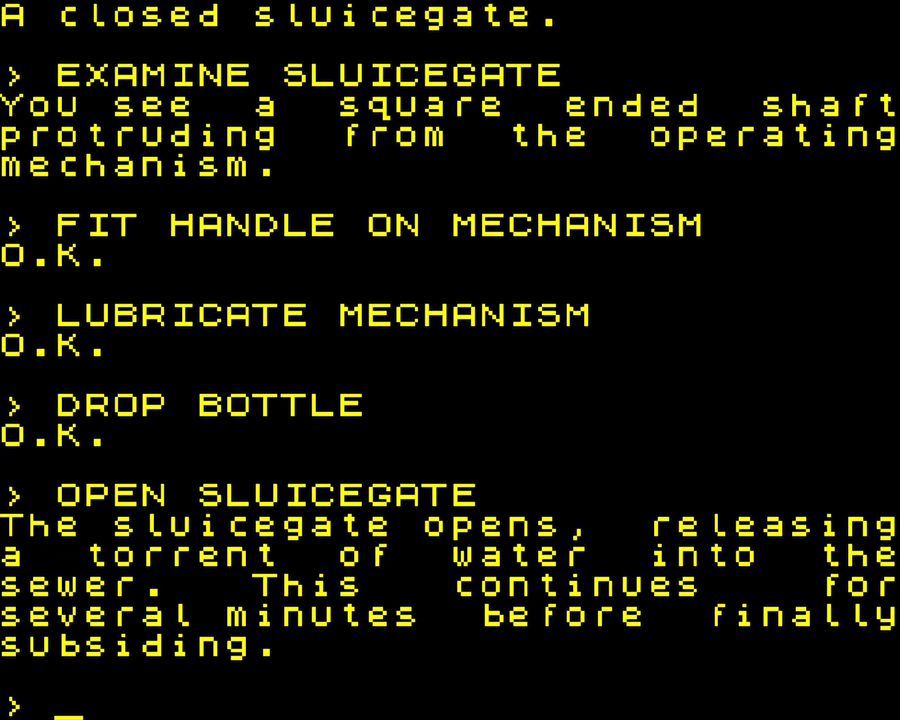 A closed sluicegate.
> EXAMINE SLUICEGATE
You see a square ended shaft
protruding from the operating
mechanism.
> FIT HANDLE ON MECHANISM
O.K.
> LUBRICATE MECHANISM
O.K.
> DROP BOTTLE
O.K.
> OPEN SLUICEGATE
The sluicegate opens, releasing
a torrent of water into the
sewer. This continues for
several minutes before finally
subsiding.
> _